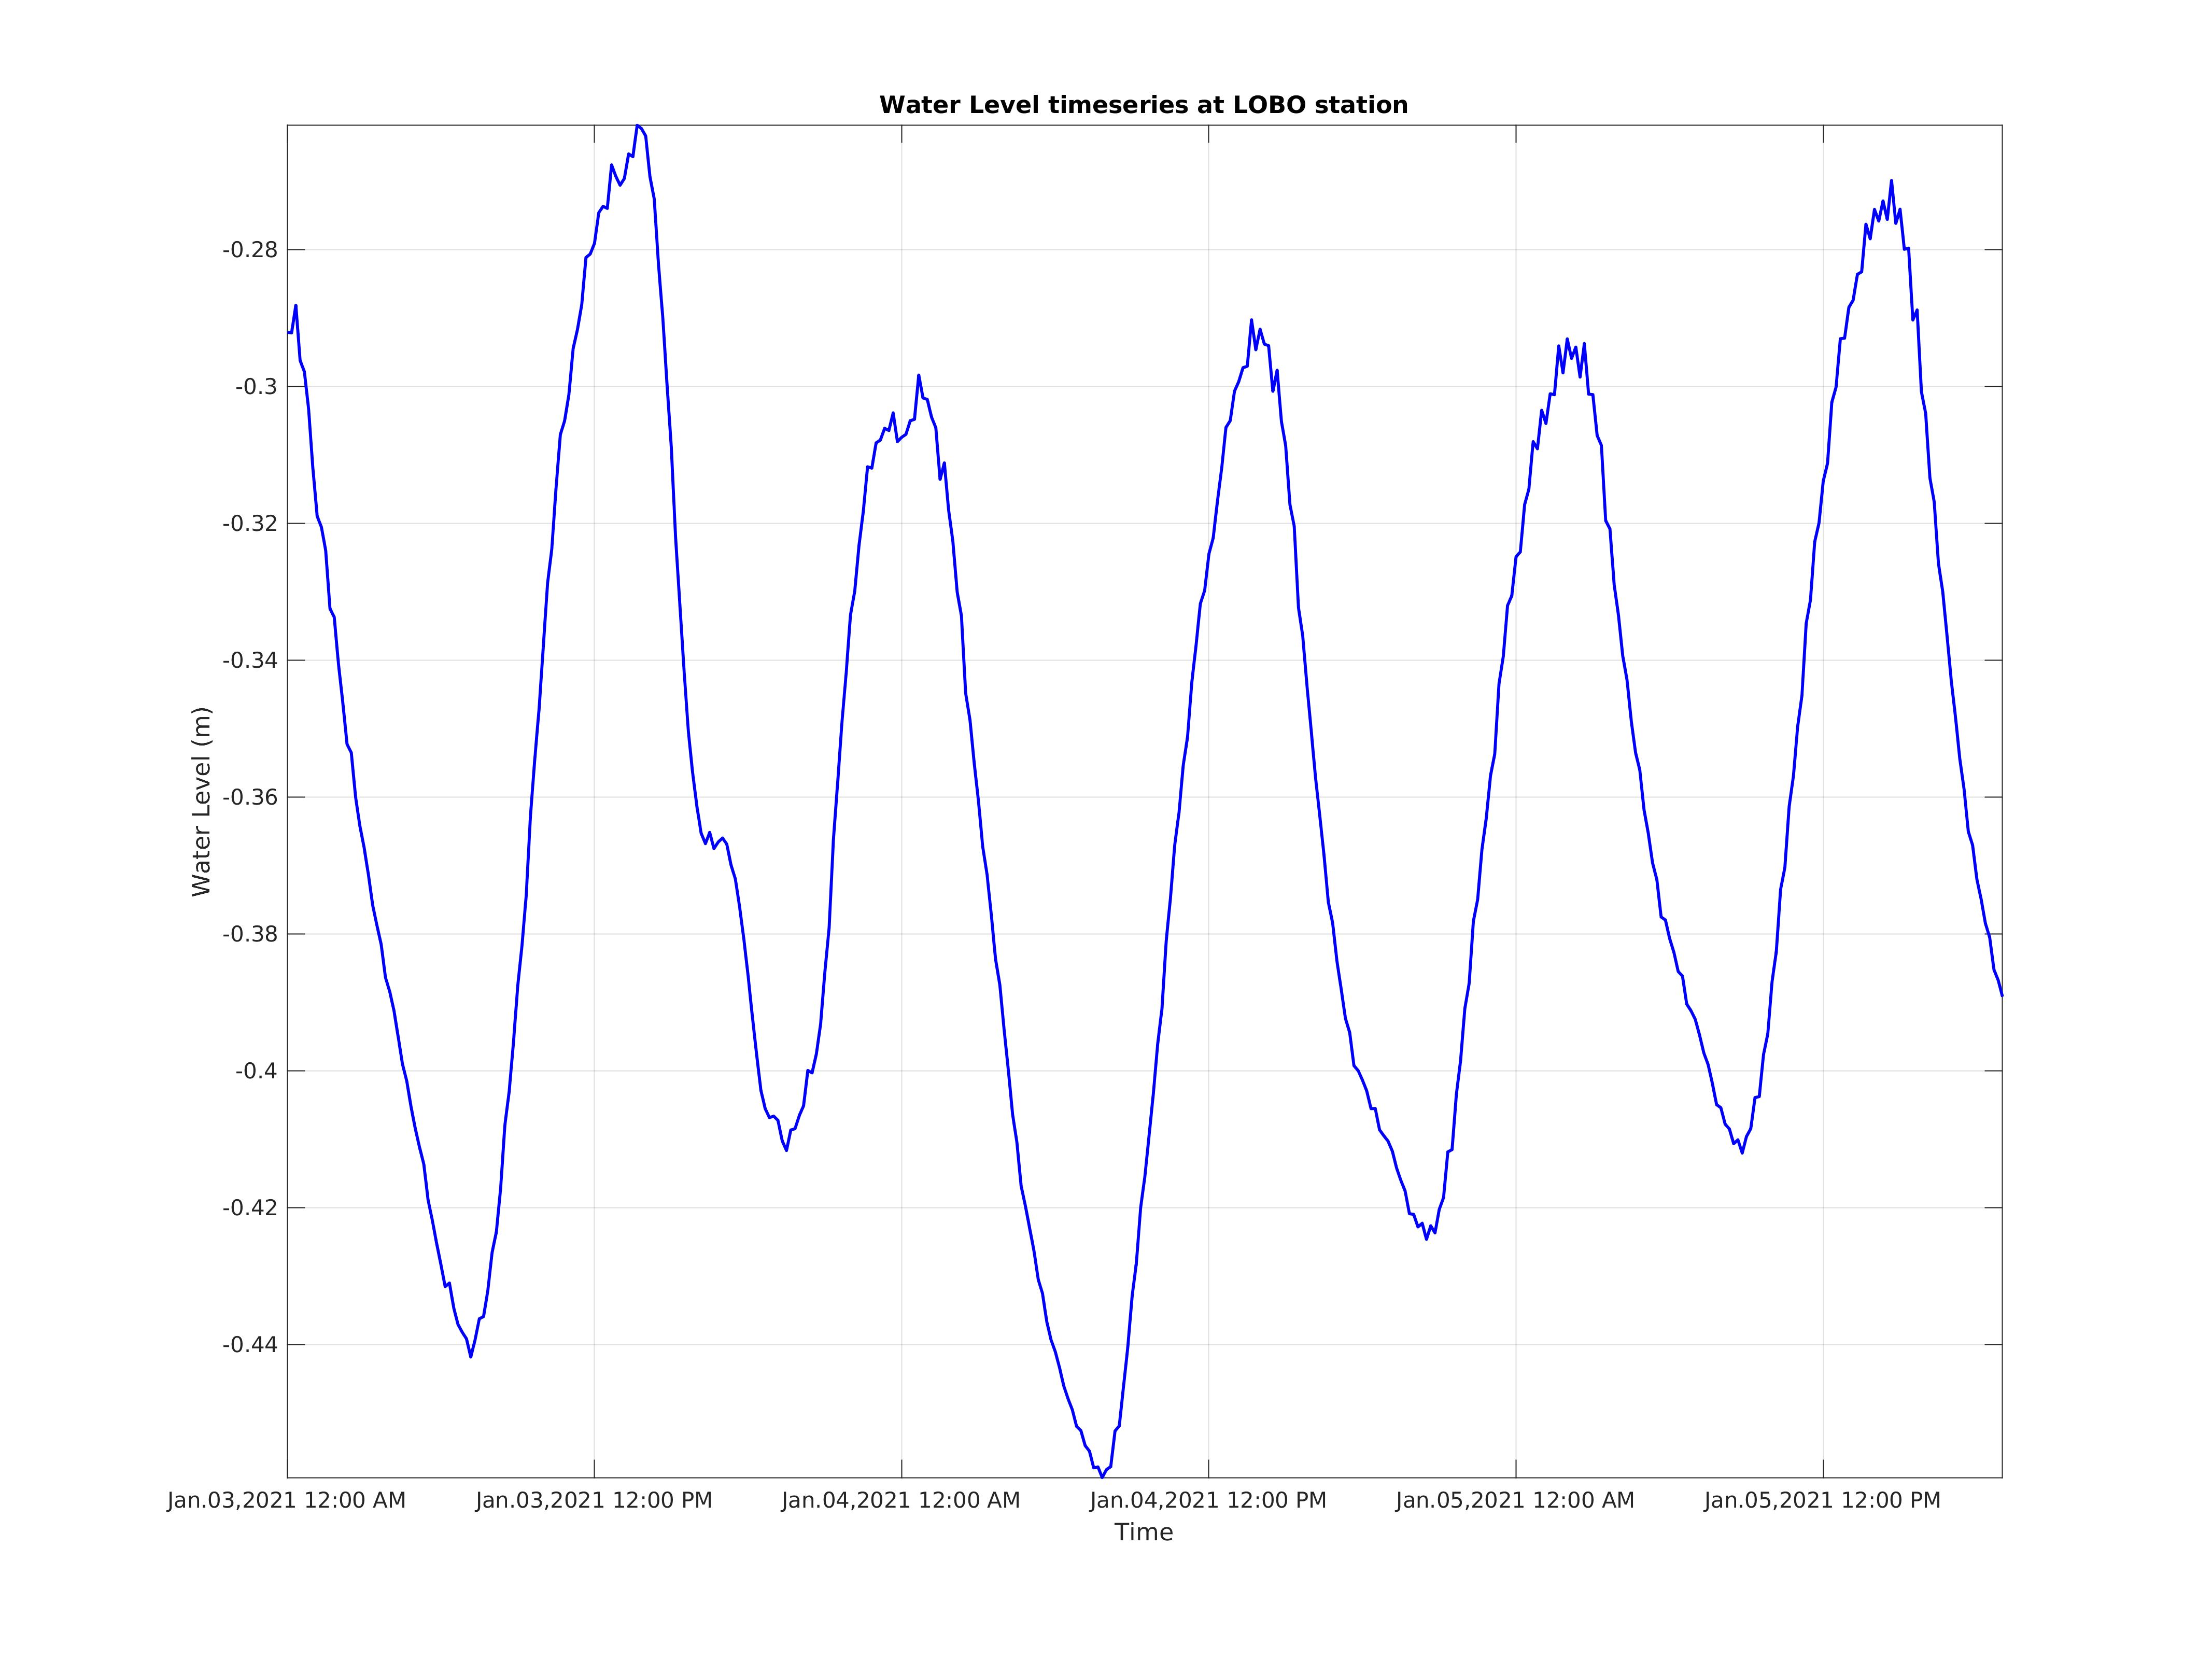 Water Level timeseries at LOBO station
-0.28
-0.3
-0.32
-0.34
-0.36
-0.38
-0.4
-0.42
-0.44
Water Level (m)
Jan.03,2021 12:00 AM
Jan.03,2021 12:00 PM
Jan.04,2021 12:00 AM
Jan.04,2021 12:00 PM
Jan.05,2021 12:00 AM
Jan.05,2021 12:00 PM
Time